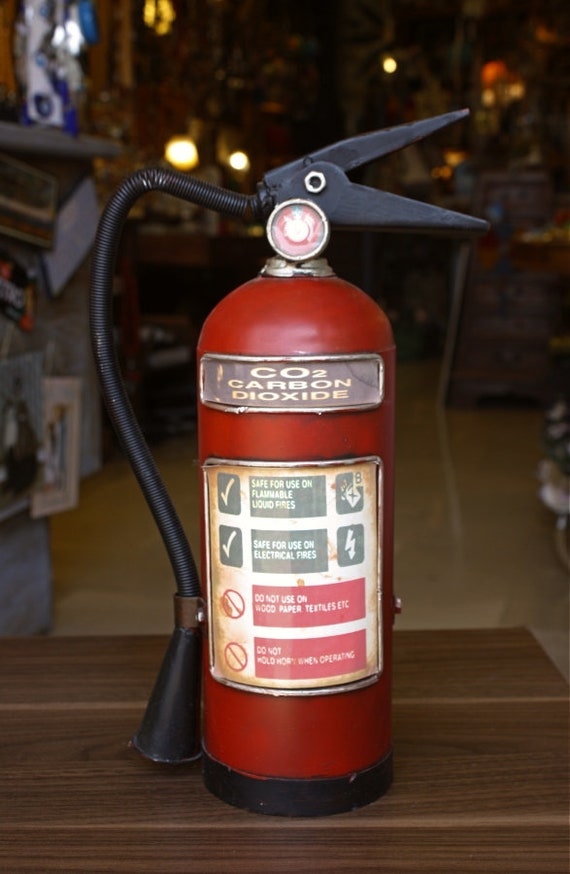 CO2
CARBON
DIOXIDE
SAFE FOR USE ON
FLAMMABLE
LIQUID FIRES
B
SAFE FOR USE ON
ELECTRICAL FIRES
DO NOT USE ON
WOOD PAPER TEXTILES ETC
DO NOT
HOLD HORN WHEN OPERATING